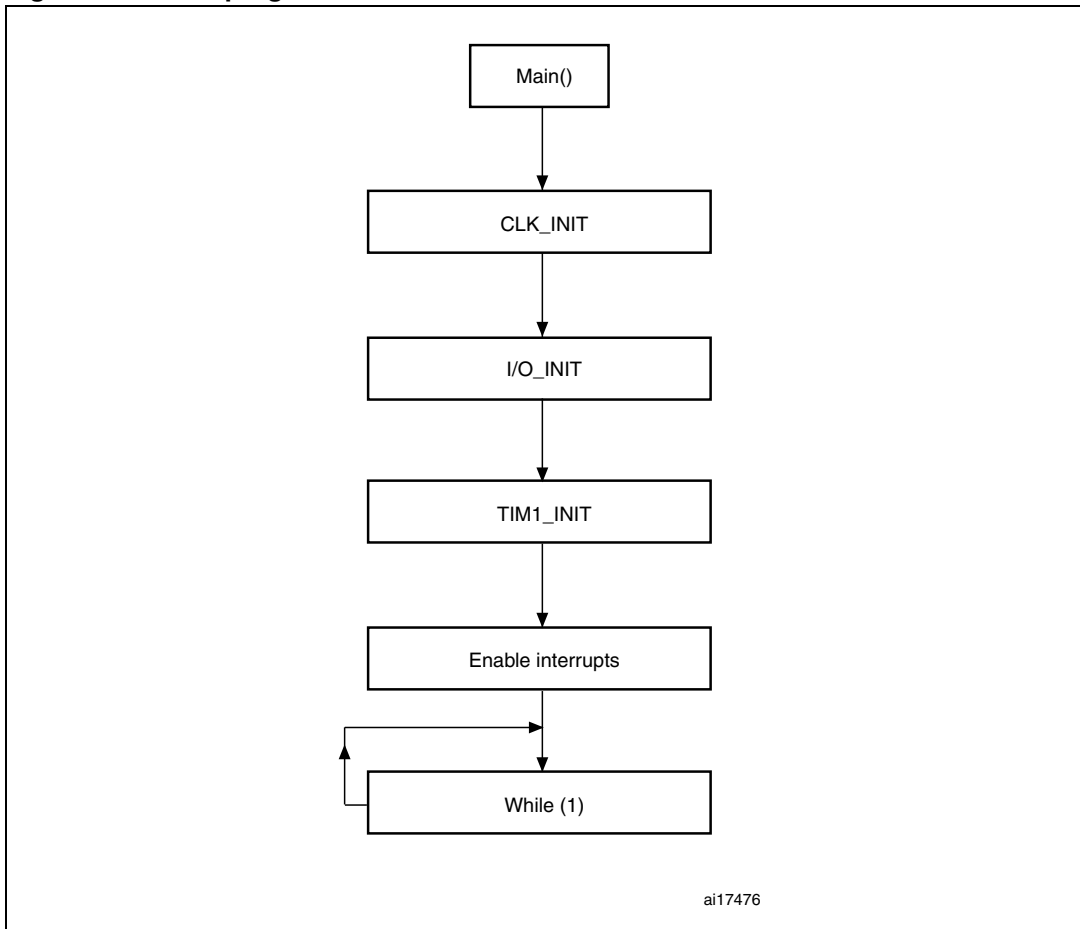 Main()
CLK_INIT
I/O_INIT
TIM1_INIT
Enable interrupts
While (1)
ai17476